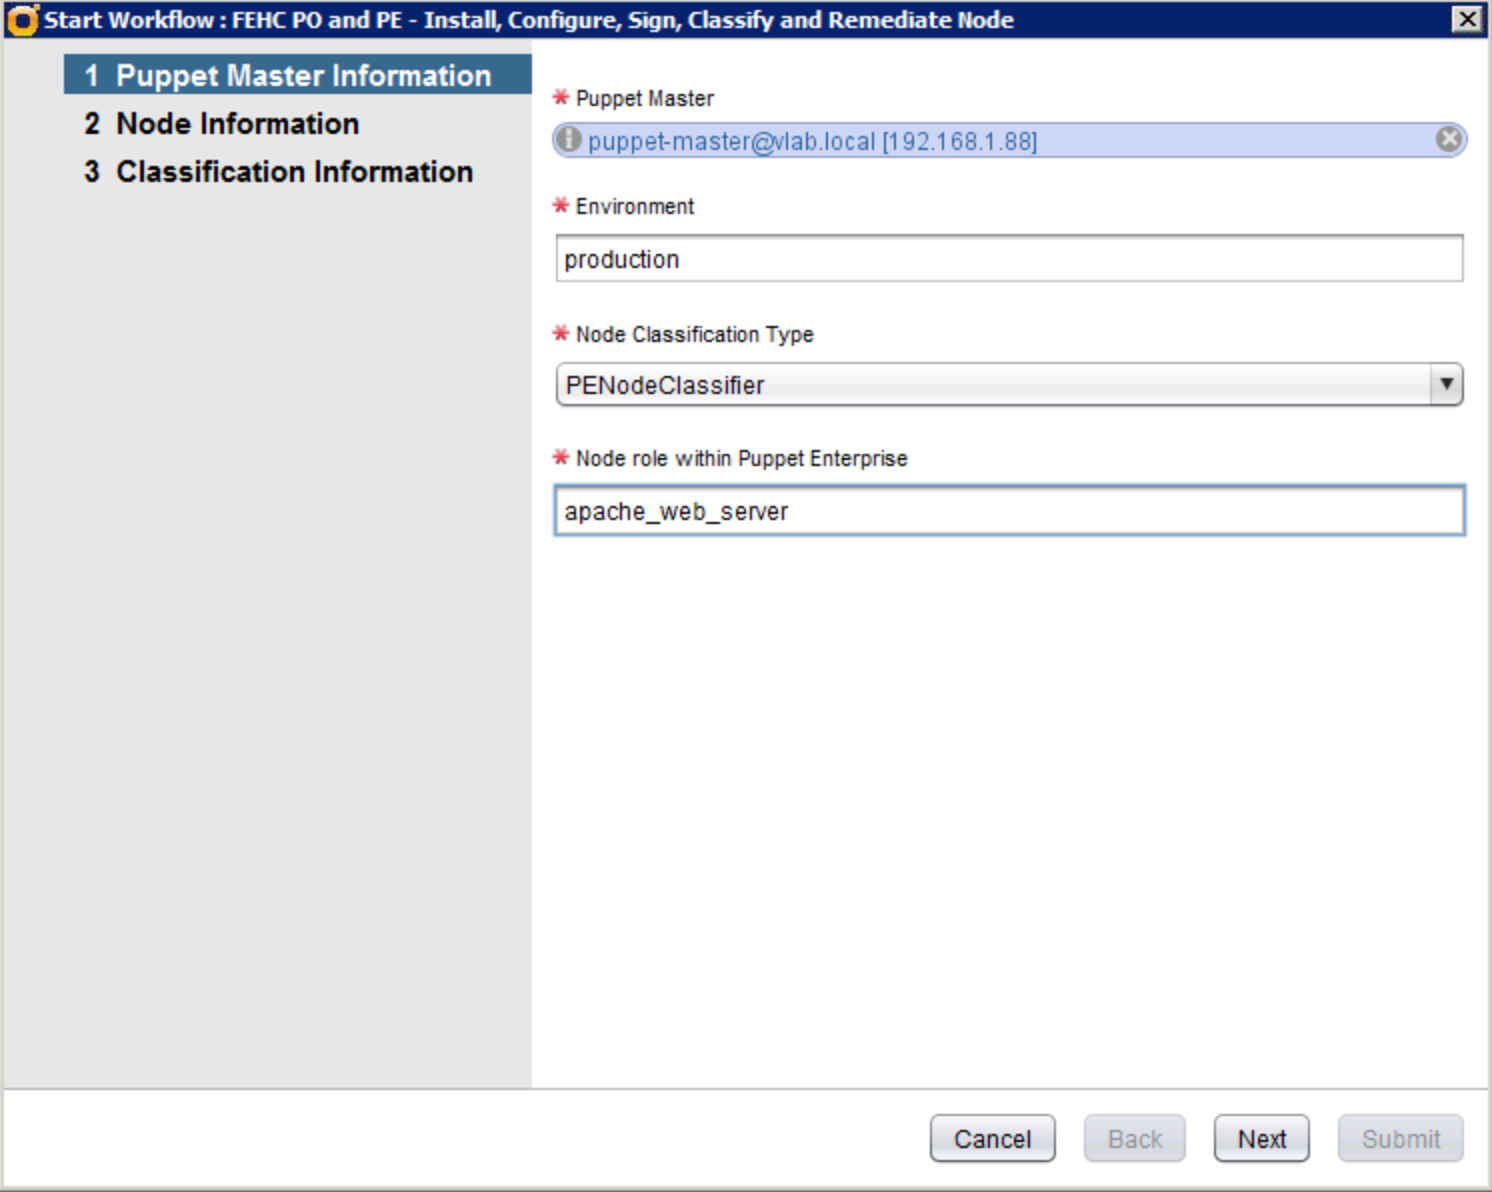 Start Workflow : FEHC PO and PE - Install, Configure, Sign, Classify and Remediate Node
1 Puppet Master Information
2 Node Information
3 Classification Information
* Puppet Master
puppet-master@vlab.local [192.168.1.88]
* Environment
production
* Node Classification Type
PENodeClassifier
* Node role within Puppet Enterprise
apache_web_server
Cancel Back Next Submit